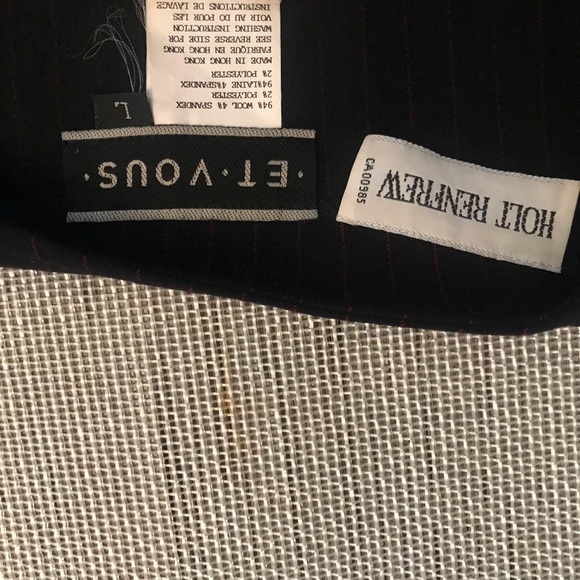 ·ET·VOUS·
L
94% WOOL 4% SPANDEX
2% POLYESTER
94%LAINE 4%SPANDEX
2% POLYESTER
MADE IN HONG KONG
FABRIQUE EN HONG KONG
SEE REVERSE SIDE FOR
WASHING INSTRUCTION
VOIR AU DO POUR LES
INSTRUCTIONS DE LAVAGE
HOLT RENFREW
CA00985